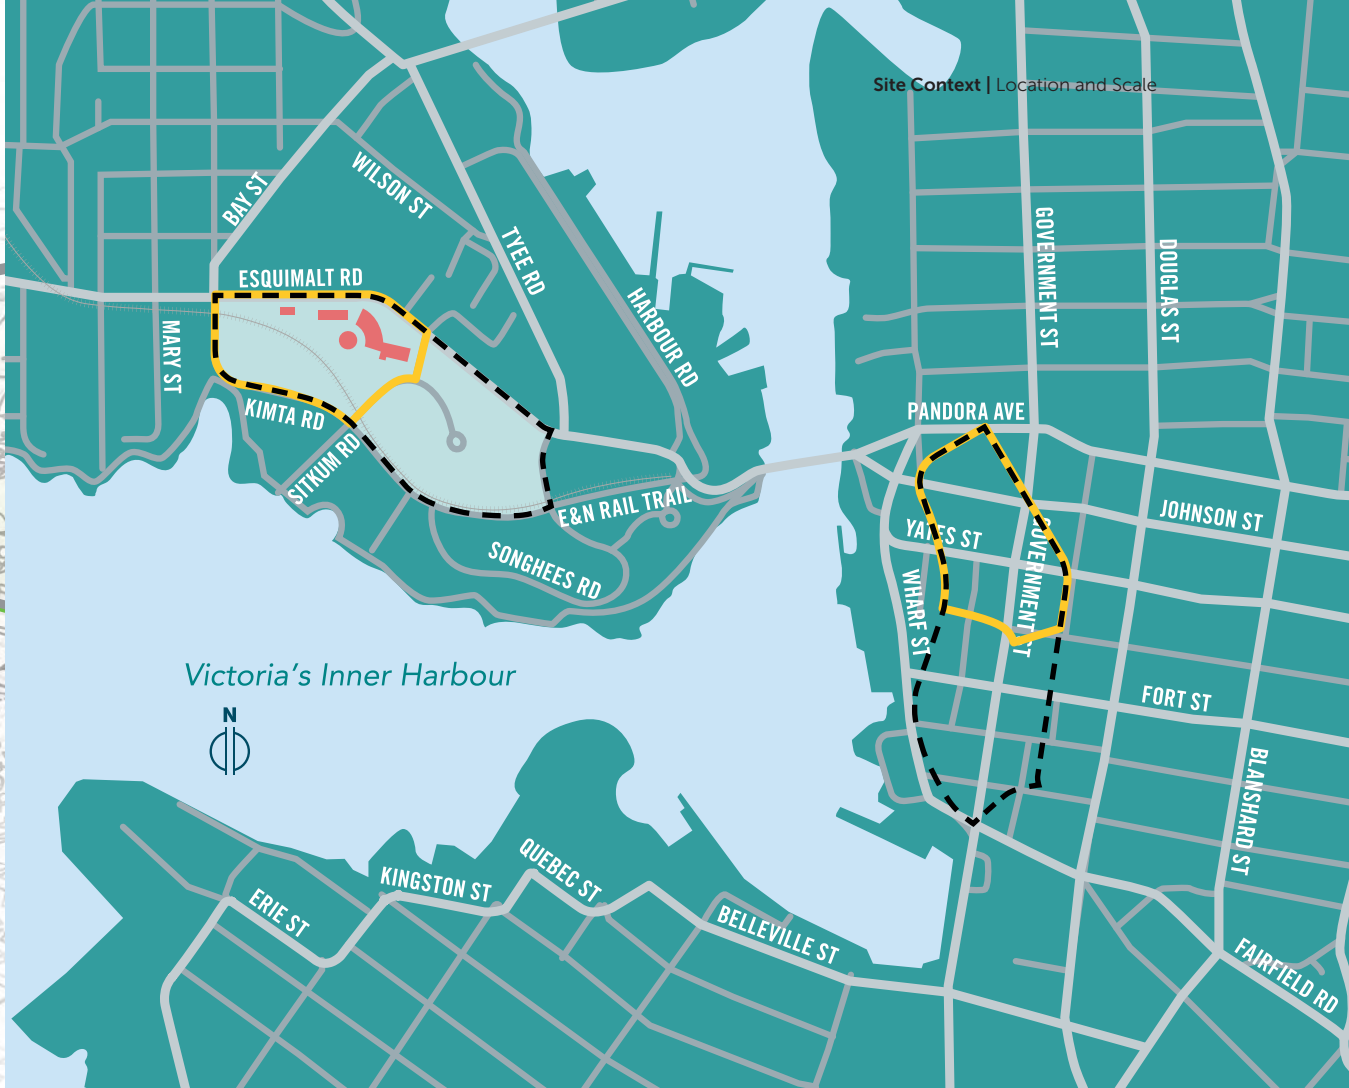 Site Context | Location and Scale
BAY ST
WILSON ST
TYEE RD
HARBOUR RD
ESQUIMALT RD
MARY ST
KIMTA RD
SITKUM RD
E&N RAIL TRAIL
SONGHEES RD
GOVERNMENT ST
DOUGLAS ST
PANDORA AVE
JOHNSON ST
YATES ST
GOVERNMENT ST
WHARF ST
FORT ST
BLANSHARD ST
Victoria's Inner Harbour
N
ERIE ST
KINGSTON ST
QUEBEC ST
BELLEVILLE ST
FAIRFIELD RD